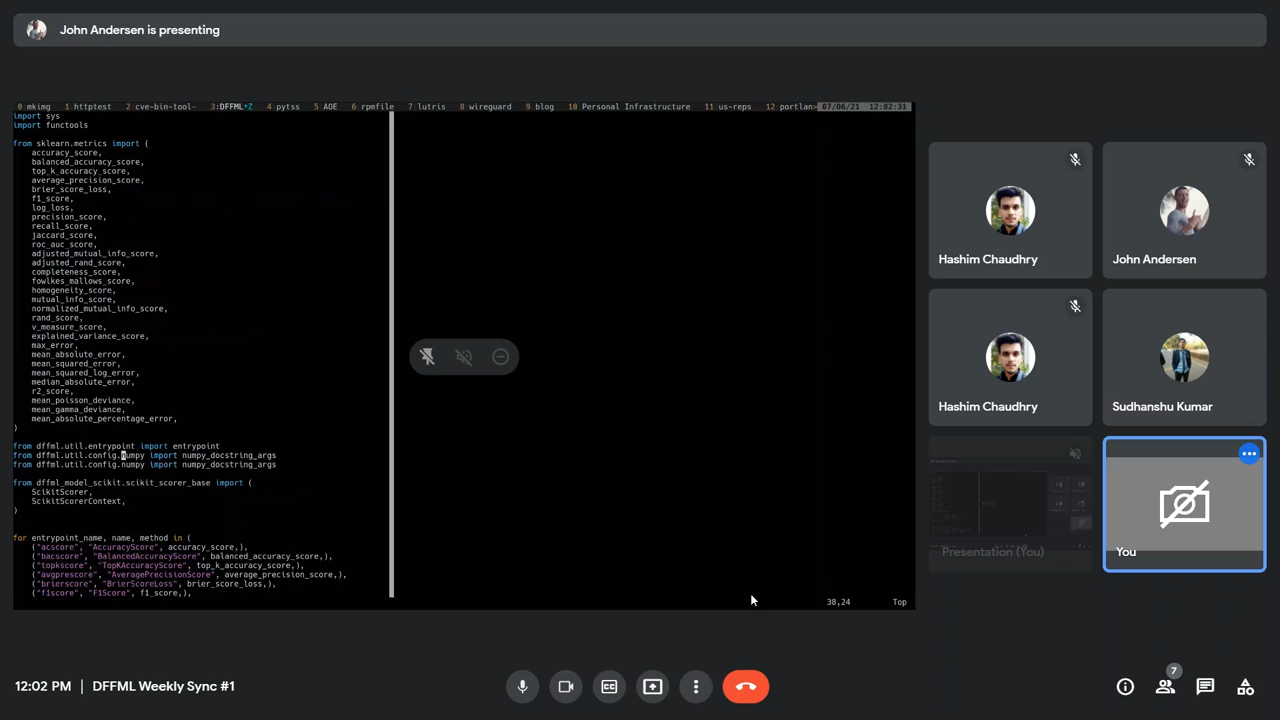 John Andersen is presenting
0 mkimg 1 httptest 2 cve-bin-tool- 3:DFFML*Z 4 pytss 5 AOE 6 rpmfile 7 lutris 8 wireguard 9 blog 10 Personal Infrastructure 11 us-reps 12 portlan> 07/06/21 12:02:31
import sys
import functools
from sklearn.metrics import (
accuracy_score,
balanced_accuracy_score,
top_k_accuracy_score,
average_precision_score,
brier_score_loss,
f1_score,
log_loss,
precision_score,
recall_score,
jaccard_score,
roc_auc_score,
adjusted_mutual_info_score,
adjusted_rand_score,
completeness_score,
fowlkes_mallows_score,
homogeneity_score,
mutual_info_score,
normalized_mutual_info_score,
rand_score,
v_measure_score,
explained_variance_score,
max_error,
mean_absolute_error,
mean_squared_error,
mean_squared_log_error,
median_absolute_error,
r2_score,
mean_poisson_deviance,
mean_gamma_deviance,
mean_absolute_percentage_error,
)
from dffml.util.entrypoint import entrypoint
from dffml.util.config.numpy import numpy_docstring_args
from dffml.util.config.numpy import numpy_docstring_args
from dffml_model_scikit.scikit_scorer_base import (
ScikitScorer,
ScikitScorerContext,
)
for entrypoint_name, name, method in (
("acscore", "AccuracyScore", accuracy_score,),
("bacscore", "BalancedAccuracyScore", balanced_accuracy_score,),
("topkscore", "TopKAccuracyScore", top_k_accuracy_score,),
("avgprescore", "AveragePrecisionScore", average_precision_score,),
("brierscore", "BrierScoreLoss", brier_score_loss,),
("f1score", "F1Score", f1_score,),
38,24 Top
Hashim Chaudhry
John Andersen
Hashim Chaudhry
Sudhanshu Kumar
Presentation (You)
You
12:02 PM DFFML Weekly Sync #1
7